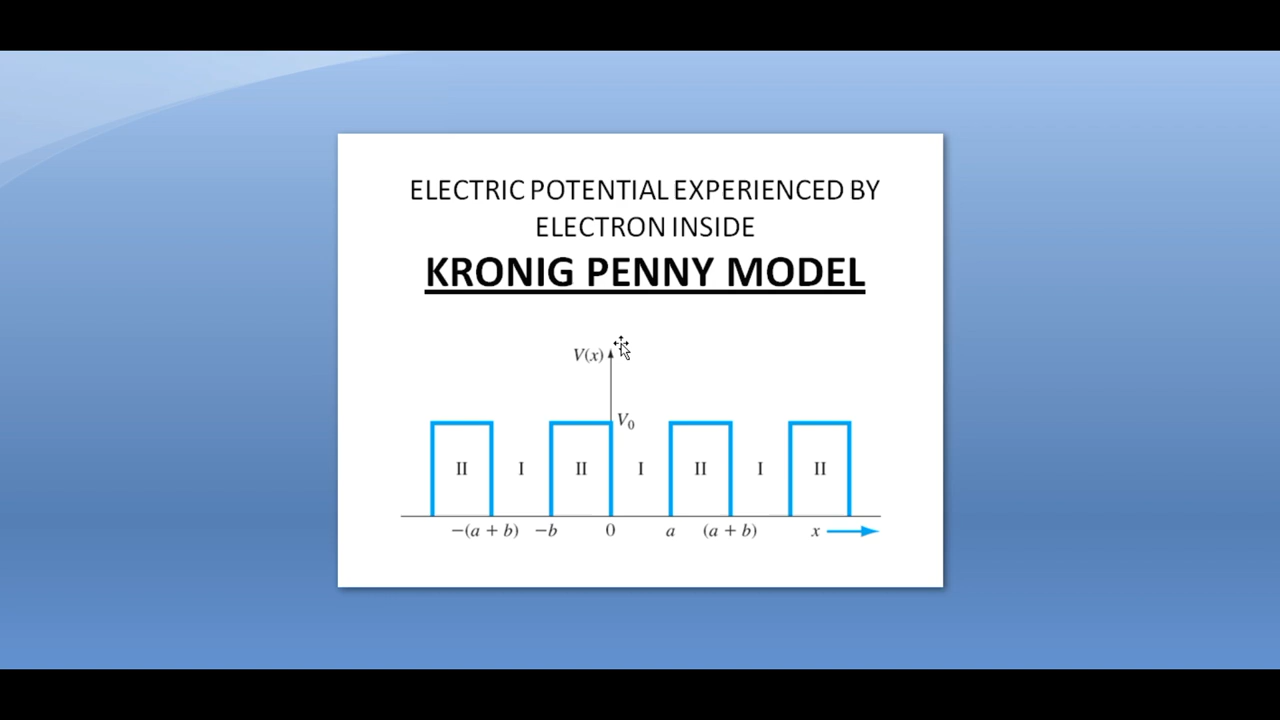 ELECTRIC POTENTIAL EXPERIENCED BY
ELECTRON INSIDE
KRONIG PENNY MODEL
V(x)
V₀
II I II I II I II
−(a + b) −b 0 a (a + b) x